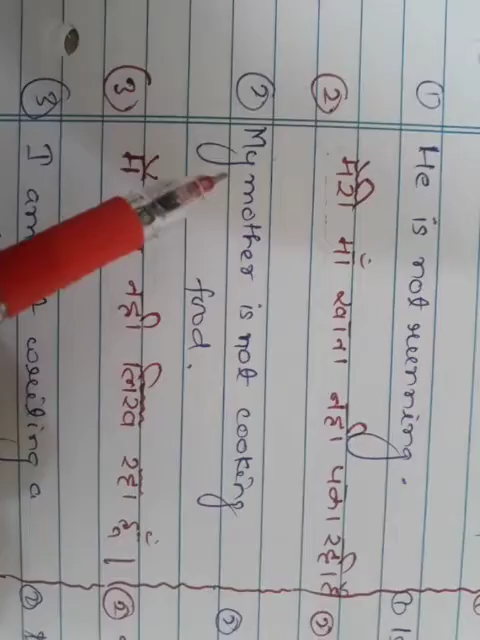 ① He is not running.
② मेरी माँ खाना नही पका रही है
② My mother is not cooking
food.
③ मैं नही लिख रहा हूँ।
③ I am writing a